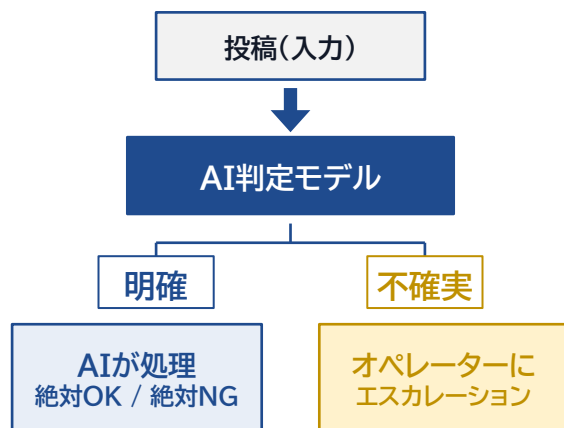 投稿(入力)
AI判定モデル
明確
不確実
AIが処理
絶対OK / 絶対NG
オペレーターに
エスカレーション